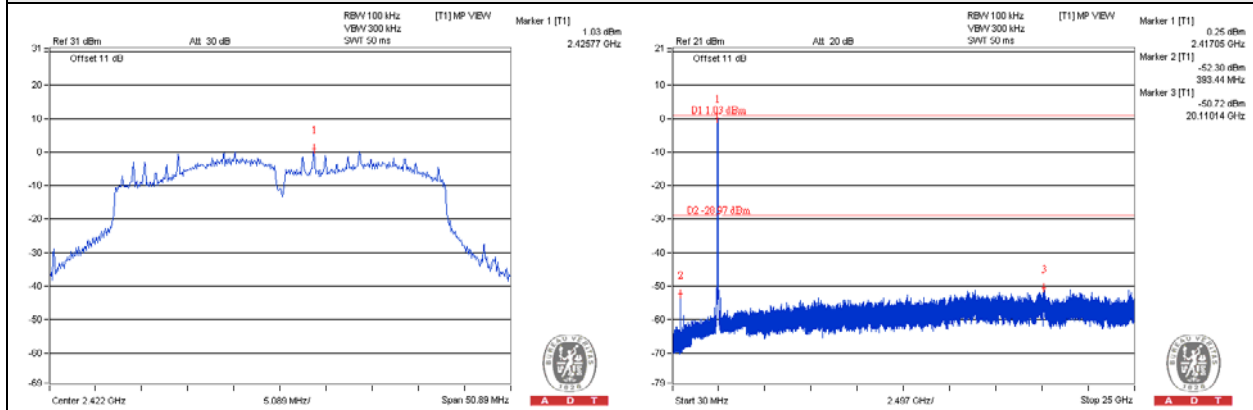 RBW 100 kHz [T1] MP VIEW
VBW 300 kHz
Ref 31 dBm Att 30 dB SWT 50 ms
Marker 1 [T1]
1.03 dBm
2.42577 GHz
31
Offset 11 dB
20
10
0
-10
-20
-30
-40
-50
-60
-69
1
Center 2.422 GHz 5.089 MHz/ Span 50.89 MHz
BUREAU VERITAS
1828
A D T
RBW 100 kHz [T1] MP VIEW
VBW 300 kHz
Ref 21 dBm Att 20 dB SWT 50 ms
Marker 1 [T1]
0.25 dBm
2.41705 GHz
Marker 2 [T1]
-52.30 dBm
393.44 MHz
Marker 3 [T1]
-50.72 dBm
20.11014 GHz
21
Offset 11 dB
10
0
-10
-20
-30
-40
-50
-60
-70
-79
1
D1 1.03 dBm
D2 -28.97 dBm
2
3
Start 30 MHz 2.497 GHz/ Stop 25 GHz
BUREAU VERITAS
1828
A D T